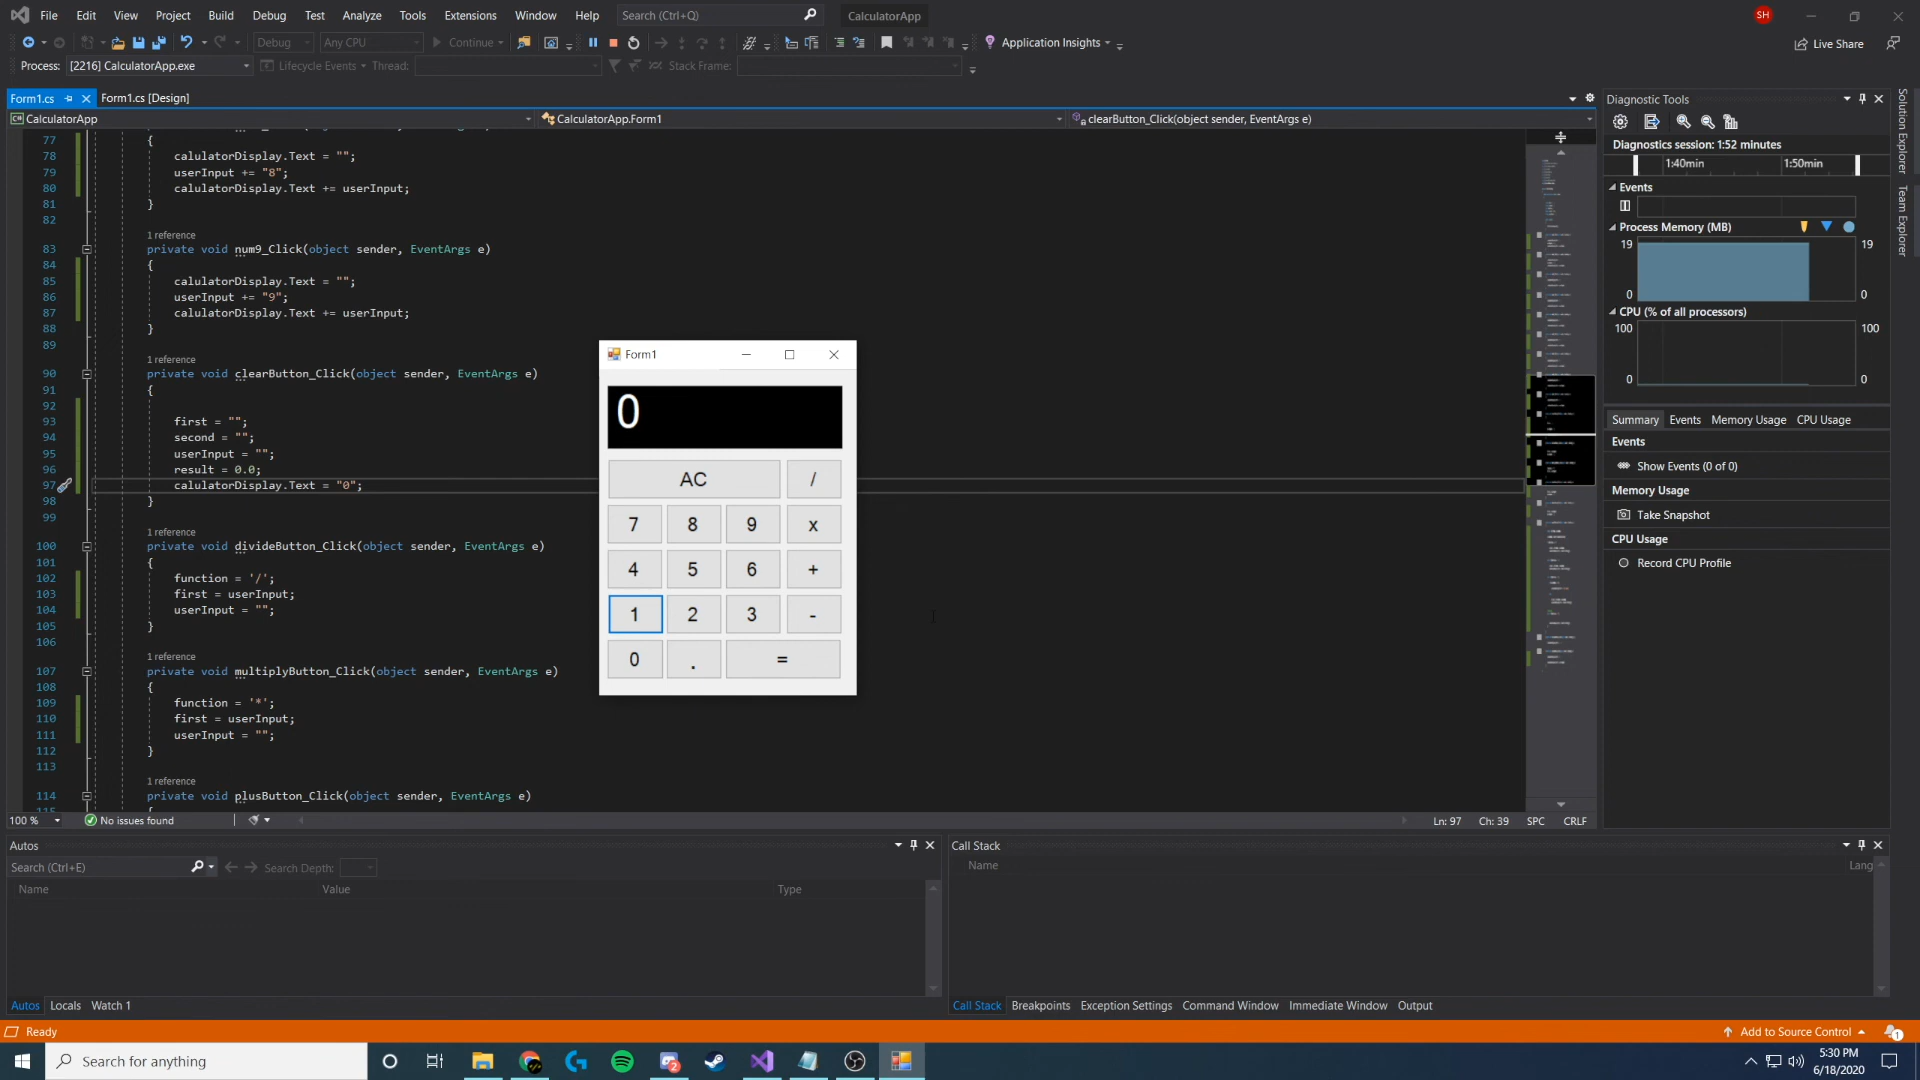 File Edit View Project Build Debug Test Analyze Tools Extensions Window Help Search (Ctrl+Q) CalculatorApp SH
Debug Any CPU Continue Application Insights Live Share
Process: [2216] CalculatorApp.exe Lifecycle Events Thread: Stack Frame:
Form1.cs Form1.cs [Design]
CalculatorApp CalculatorApp.Form1 clearButton_Click(object sender, EventArgs e)
77 {
78 calulatorDisplay.Text = "";
79 userInput += "8";
80 calulatorDisplay.Text += userInput;
81 }
82
1 reference
83 private void num9_Click(object sender, EventArgs e)
84 {
85 calulatorDisplay.Text = "";
86 userInput += "9";
87 calulatorDisplay.Text += userInput;
88 }
89
1 reference
90 private void clearButton_Click(object sender, EventArgs e)
91 {
92
93 first = "";
94 second = "";
95 userInput = "";
96 result = 0.0;
97 calulatorDisplay.Text = "0";
98 }
99
1 reference
100 private void divideButton_Click(object sender, EventArgs e)
101 {
102 function = '/';
103 first = userInput;
104 userInput = "";
105 }
106
1 reference
107 private void multiplyButton_Click(object sender, EventArgs e)
108 {
109 function = '*';
110 first = userInput;
111 userInput = "";
112 }
113
1 reference
114 private void plusButton_Click(object sender, EventArgs e)
115 {
100 % No issues found Ln: 97 Ch: 39 SPC CRLF
Form1
0
AC /
7 8 9 x
4 5 6 +
1 2 3 -
0 . =
Diagnostic Tools
Diagnostics session: 1:52 minutes
1:40min 1:50min
Events
Process Memory (MB)
19 19
0 0
CPU (% of all processors)
100 100
0 0
Summary Events Memory Usage CPU Usage
Events
Show Events (0 of 0)
Memory Usage
Take Snapshot
CPU Usage
Record CPU Profile
Solution Explorer
Team Explorer
Autos
Search (Ctrl+E) Search Depth:
Name Value Type
Autos Locals Watch 1
Call Stack
Name Lang
Call Stack Breakpoints Exception Settings Command Window Immediate Window Output
Ready Add to Source Control 1
Search for anything 2 5:30 PM
6/18/2020